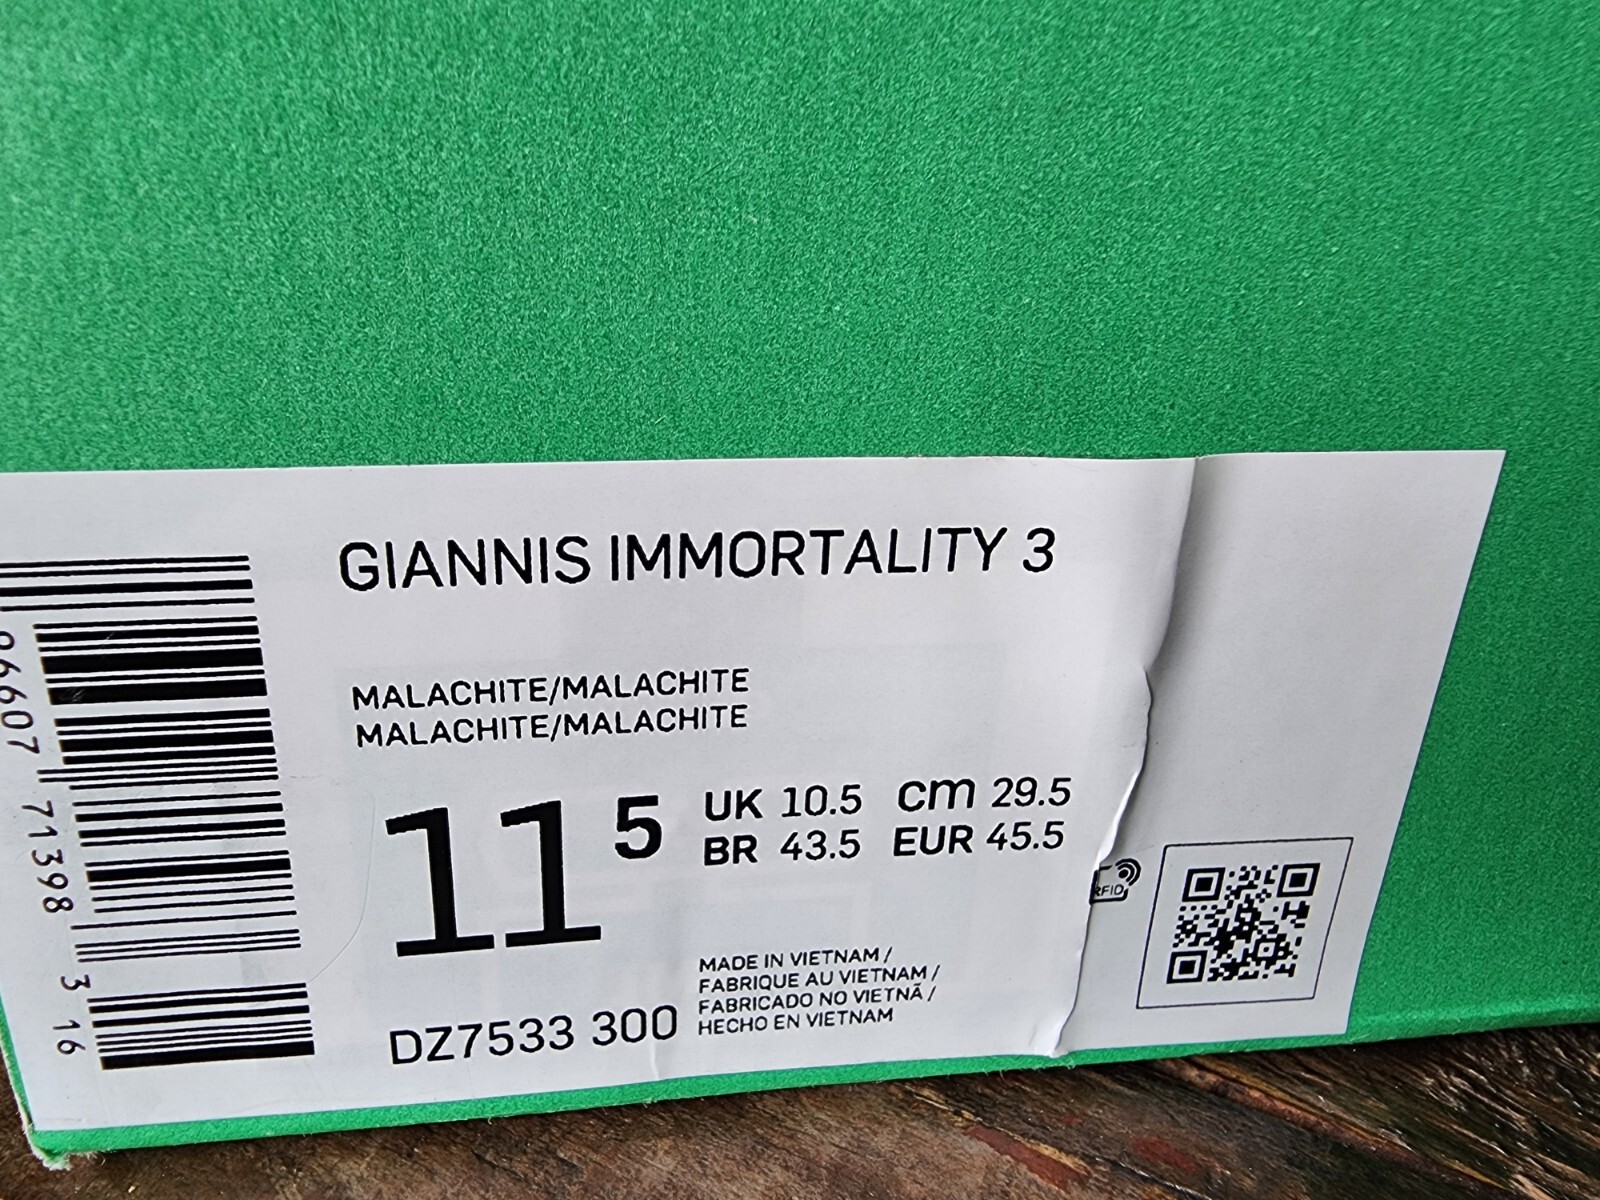 GIANNIS IMMORTALITY 3
MALACHITE/MALACHITE
MALACHITE/MALACHITE
11 5
UK 10.5 cm 29.5
BR 43.5 EUR 45.5
RFID
MADE IN VIETNAM /
FABRIQUE AU VIETNAM /
FABRICADO NO VIETNÃ /
HECHO EN VIETNAM
DZ7533 300
96607 71398 3 16